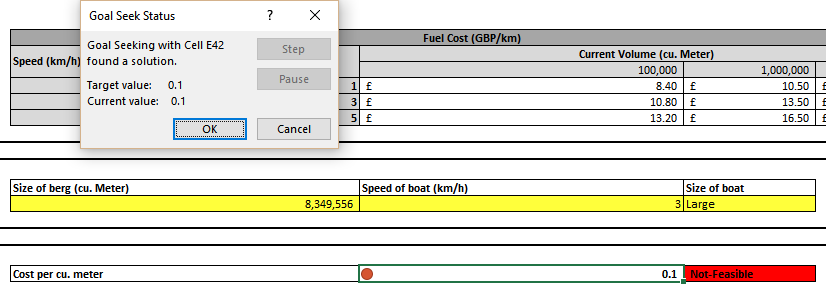 Goal Seek Status ? X
Goal Seeking with Cell E42
found a solution.
Step
Pause
Target value: 0.1
Current value: 0.1
OK Cancel
Fuel Cost (GBP/km)
Speed (km/h) Current Volume (cu. Meter)
100,000 1,000,000
1 £ 8.40 £ 10.50 £
3 £ 10.80 £ 13.50 £
5 £ 13.20 £ 16.50 £
Size of berg (cu. Meter) Speed of boat (km/h) Size of boat
8,349,556 3 Large
Cost per cu. meter 0.1 Not-Feasible